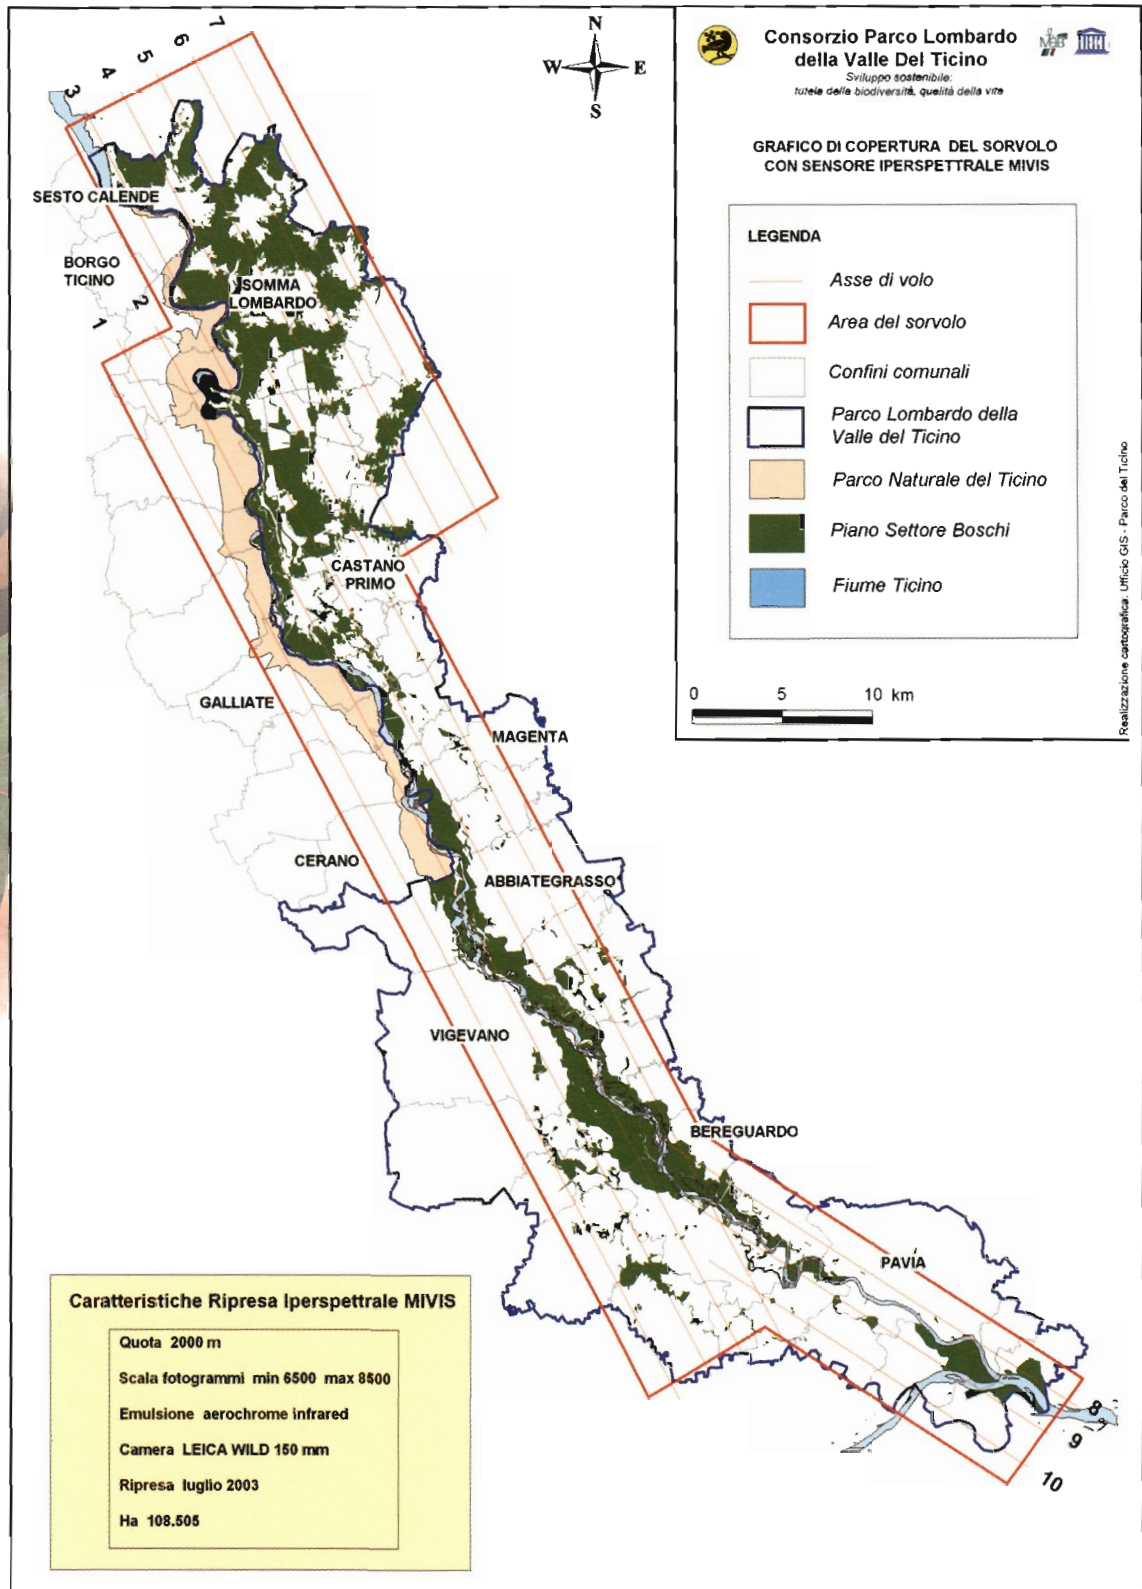 Consorzio Parco Lombardo
della Valle Del Ticino
Sviluppo sostenibile:
tutela della biodiversità, qualità della vita
GRAFICO DI COPERTURA DEL SORVOLO
CON SENSORE IPERSPETTRALE MIVIS
LEGENDA
Asse di volo
Area del sorvolo
Confini comunali
Parco Lombardo della
Valle del Ticino
Parco Naturale del Ticino
Piano Settore Boschi
Fiume Ticino
0 5 10 km
Realizzazione cartografica: Ufficio GIS - Parco del Ticino
N
W E
S
7
6
5
4
3
SESTO CALENDE
BORGO
TICINO
2
1
SOMMA
LOMBARDO
CASTANO
PRIMO
GALLIATE
MAGENTA
CERANO
ABBIATEGRASSO
VIGEVANO
BEREGUARDO
PAVIA
8
9
10
Caratteristiche Ripresa Iperspettrale MIVIS
Quota 2000 m
Scala fotogrammi min 6500 max 8500
Emulsione aerochrome infrared
Camera LEICA WILD 150 mm
Ripresa luglio 2003
Ha 108.505